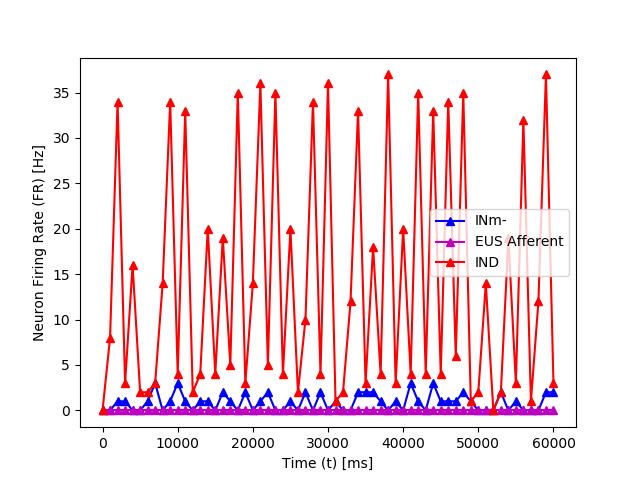 35
30
25
20
15
10
5
0
Neuron Firing Rate (FR) [Hz]
INm-
EUS Afferent
IND
0 10000 20000 30000 40000 50000 60000
Time (t) [ms]